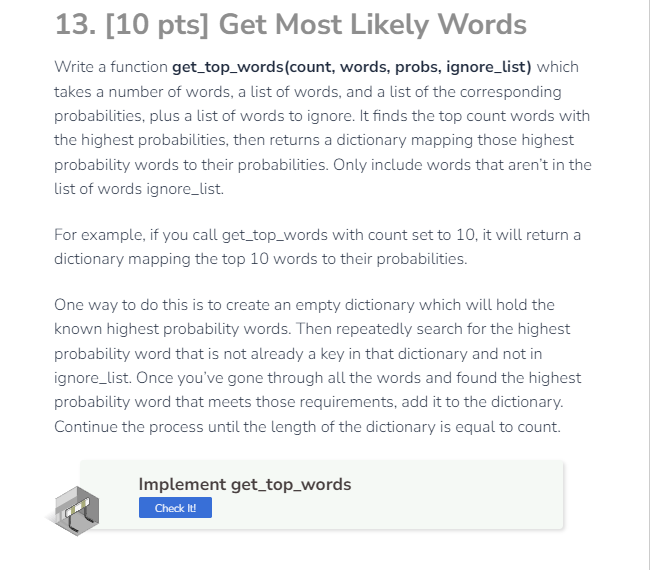 13. [10 pts] Get Most Likely Words
Write a function get_top_words(count, words, probs, ignore_list) which
takes a number of words, a list of words, and a list of the corresponding
probabilities, plus a list of words to ignore. It finds the top count words with
the highest probabilities, then returns a dictionary mapping those highest
probability words to their probabilities. Only include words that aren't in the
list of words ignore_list.
For example, if you call get_top_words with count set to 10, it will return a
dictionary mapping the top 10 words to their probabilities.
One way to do this is to create an empty dictionary which will hold the
known highest probability words. Then repeatedly search for the highest
probability word that is not already a key in that dictionary and not in
ignore_list. Once you've gone through all the words and found the highest
probability word that meets those requirements, add it to the dictionary.
Continue the process until the length of the dictionary is equal to count.
Implement get_top_words
Check It!